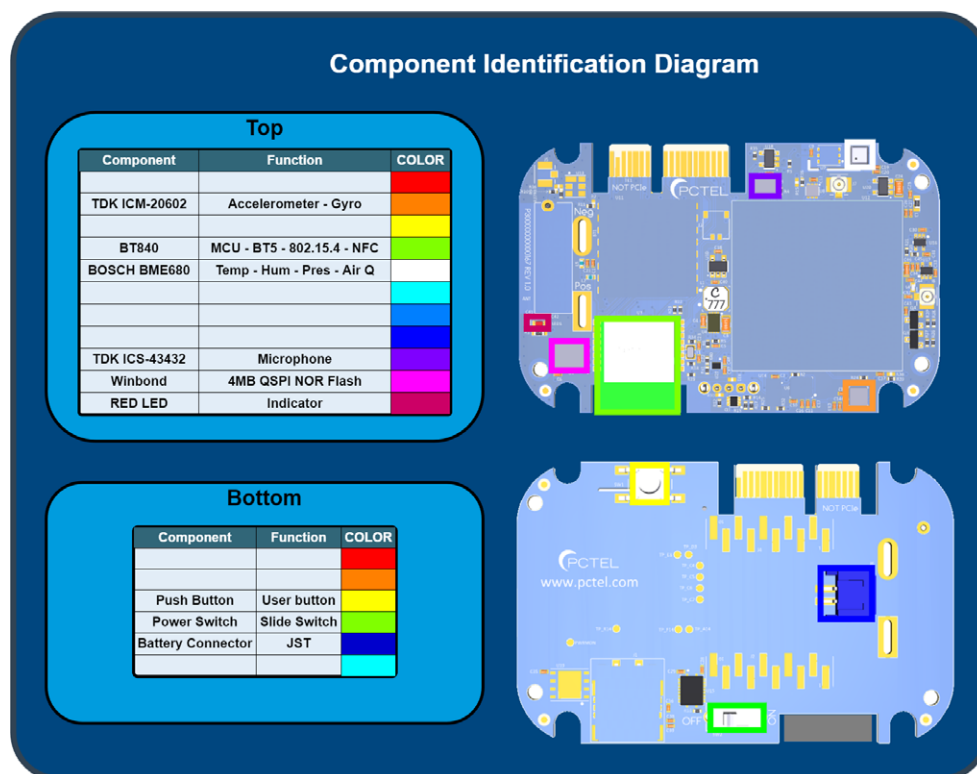 Component Identification Diagram
Top
Component Function COLOR
TDK ICM-20602 Accelerometer - Gyro
BT840 MCU - BT5 - 802.15.4 - NFC
BOSCH BME680 Temp - Hum - Pres - Air Q
TDK ICS-43432 Microphone
Winbond 4MB QSPI NOR Flash
RED LED Indicator
NOT PCIe
PCTEL
Neg
Pos
C
777
Bottom
Component Function COLOR
Push Button User button
Power Switch Slide Switch
Battery Connector JST
NOT PCIe
PCTEL
www.pctel.com
OFF
ON